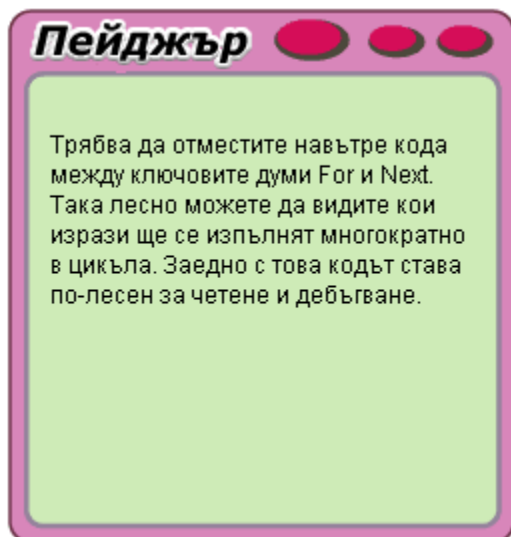 Пейджър
Трябва да отместите навътре кода
между ключовите думи For и Next.
Така лесно можете да видите кои
изрази ще се изпълнят многократно
в цикъла. Заедно с това кодът става
по-лесен за четене и дебъгване.